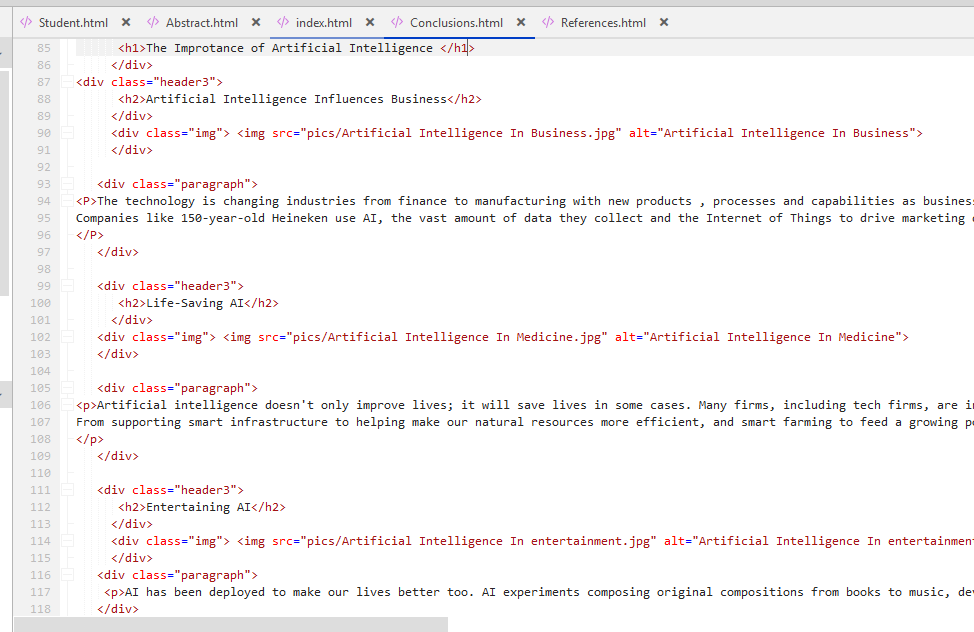 Student.html × Abstract.html × index.html × Conclusions.html × References.html ×
85 <h1>The Improtance of Artificial Intelligence </h1>
86 </div>
87 <div class="header3">
88 <h2>Artificial Intelligence Influences Business</h2>
89 </div>
90 <div class="img"> <img src="pics/Artificial Intelligence In Business.jpg" alt="Artificial Intelligence In Business">
91 </div>
92
93 <div class="paragraph">
94 <P>The technology is changing industries from finance to manufacturing with new products , processes and capabilities as
95 Companies like 150-year-old Heineken use AI, the vast amount of data they collect and the Internet of Things to drive marketing
96 </P>
97 </div>
98
99 <div class="header3">
100 <h2>Life-Saving AI</h2>
101 </div>
102 <div class="img"> <img src="pics/Artificial Intelligence In Medicine.jpg" alt="Artificial Intelligence In Medicine">
103 </div>
104
105 <div class="paragraph">
106 <p>Artificial intelligence doesn't only improve lives; it will save lives in some cases. Many firms, including tech firms, are
107 From supporting smart infrastructure to helping make our natural resources more efficient, and smart farming to feed a growing
108 </p>
109 </div>
110
111 <div class="header3">
112 <h2>Entertaining AI</h2>
113 </div>
114 <div class="img"> <img src="pics/Artificial Intelligence In entertainment.jpg" alt="Artificial Intelligence In entertainment
115 </div>
116 <div class="paragraph">
117 <p>AI has been deployed to make our lives better too. AI experiments composing original compositions from books to music,
118 </div>